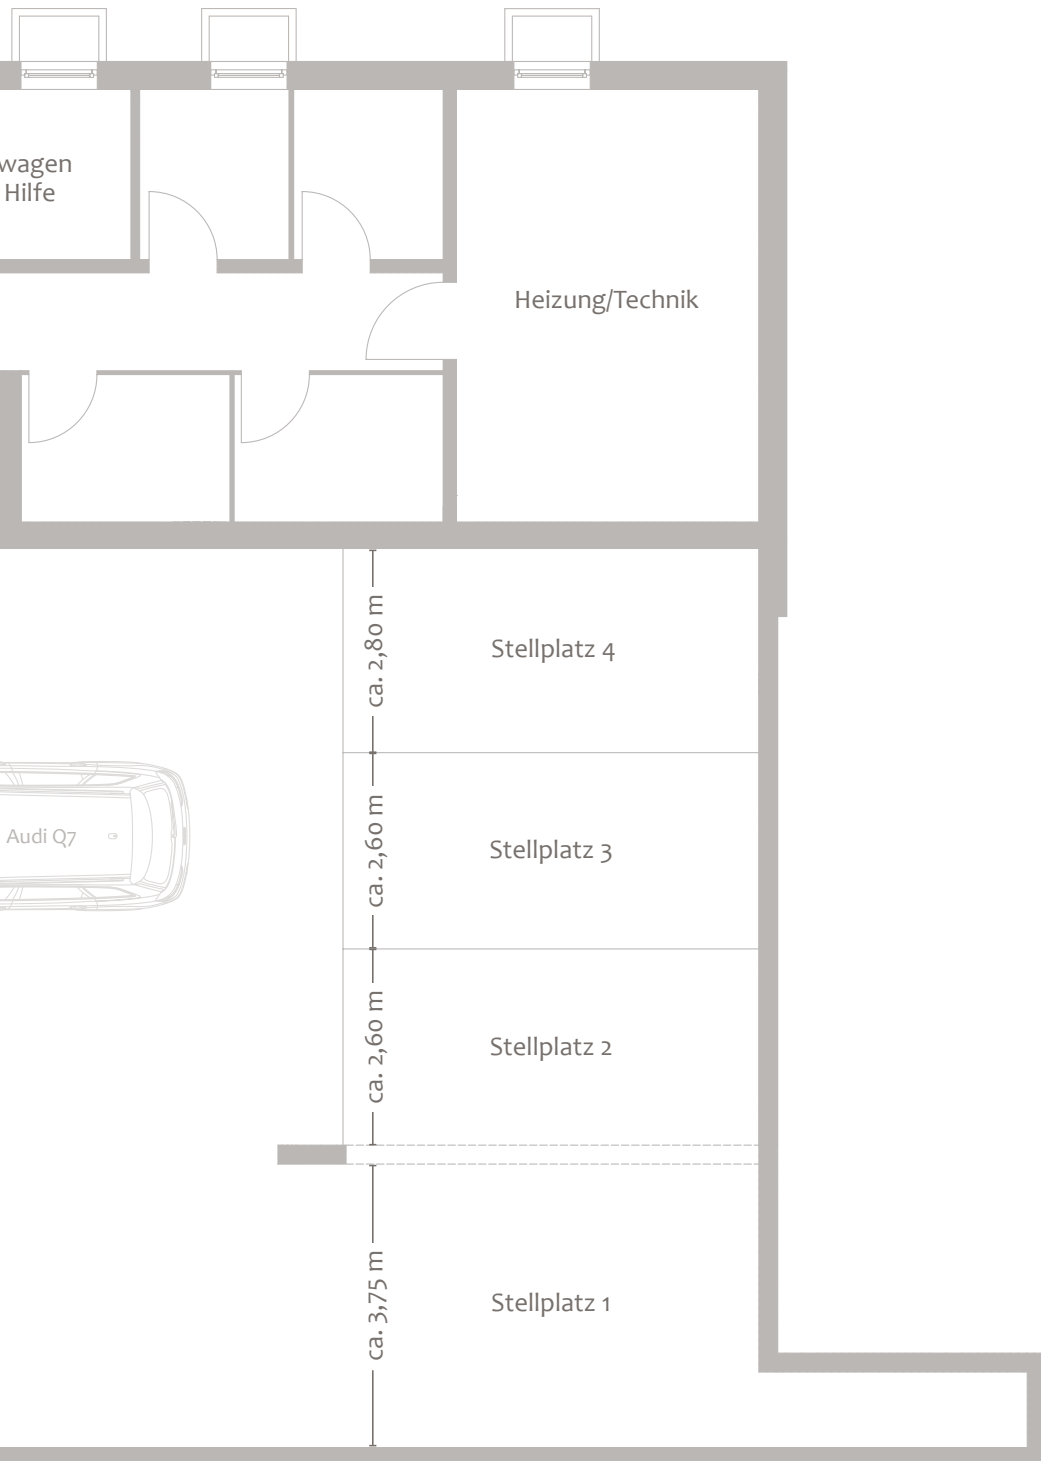 wagen
Hilfe
Heizung/Technik
ca. 2,80 m
Stellplatz 4
ca. 2,60 m
Stellplatz 3
Audi Q7
ca. 2,60 m
Stellplatz 2
ca. 3,75 m
Stellplatz 1